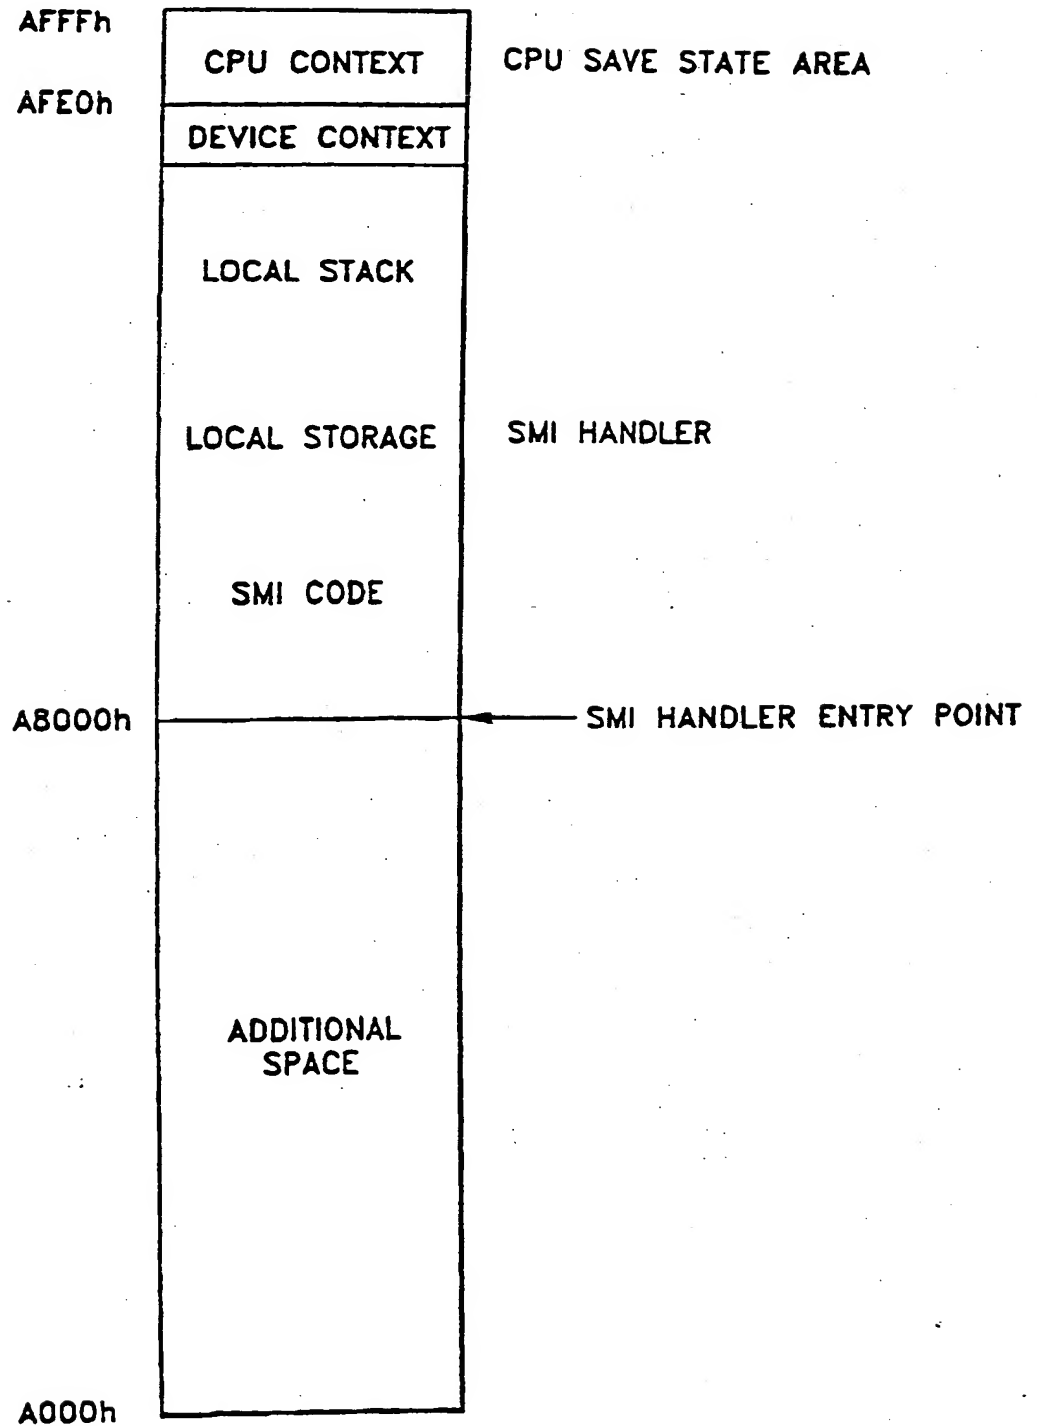 AFFFh
CPU CONTEXT
CPU SAVE STATE AREA
AFE0h
DEVICE CONTEXT
LOCAL STACK
LOCAL STORAGE
SMI HANDLER
SMI CODE
A8000h
SMI HANDLER ENTRY POINT
ADDITIONAL
SPACE
A000h